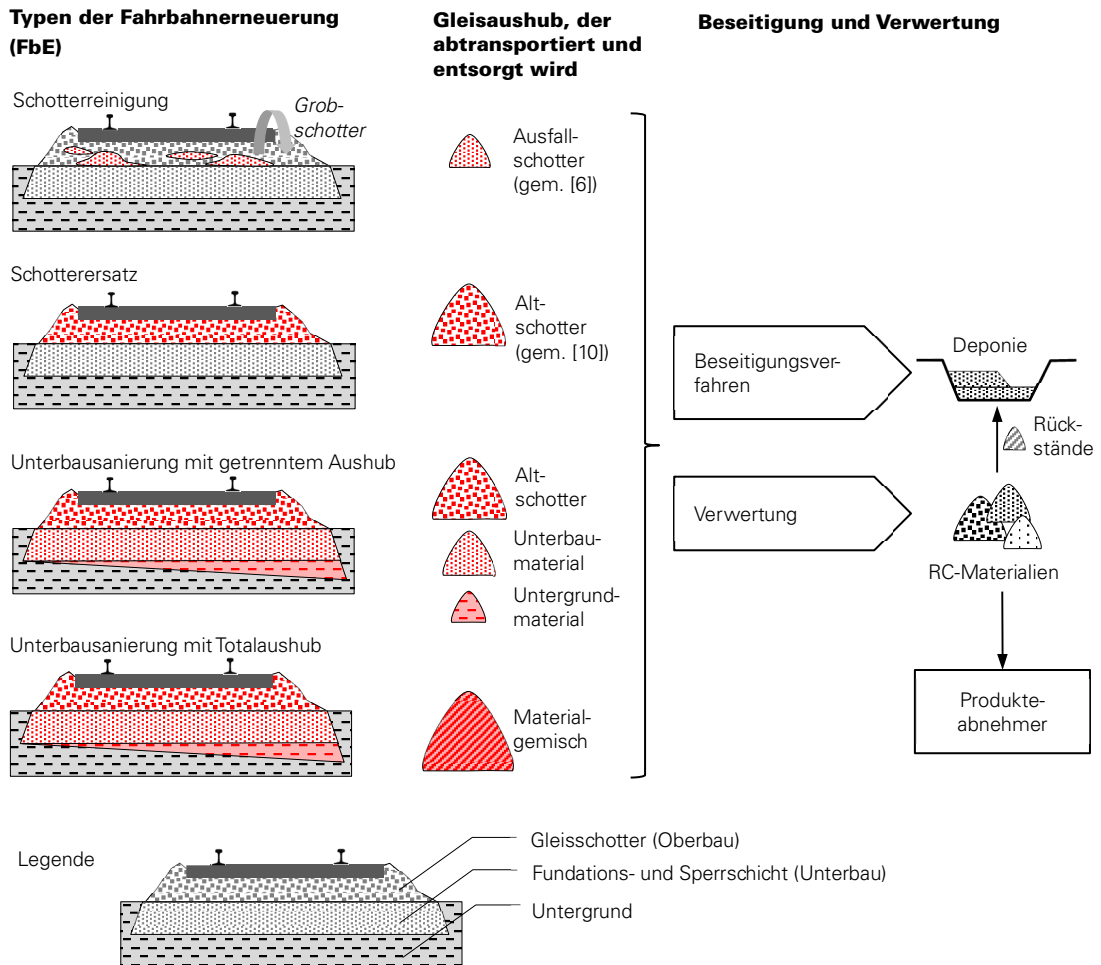 Typen der Fahrbahnerneuerung
(FbE)
Gleisaushub, der
abtransportiert und
entsorgt wird
Beseitigung und Verwertung
Schotterreinigung
Grob-
schotter
Ausfall-
schotter
(gem. [6])
Schotterersatz
Alt-
schotter
(gem. [10])
Beseitigungsver-
fahren
Deponie
Rück-
stände
Unterbausanierung mit getrenntem Aushub
Alt-
schotter
Unterbau-
material
Untergrund-
material
Verwertung
RC-Materialien
Unterbausanierung mit Totalaushub
Material-
gemisch
Produkte-
abnehmer
Legende
Gleisschotter (Oberbau)
Fundations- und Sperrschicht (Unterbau)
Untergrund